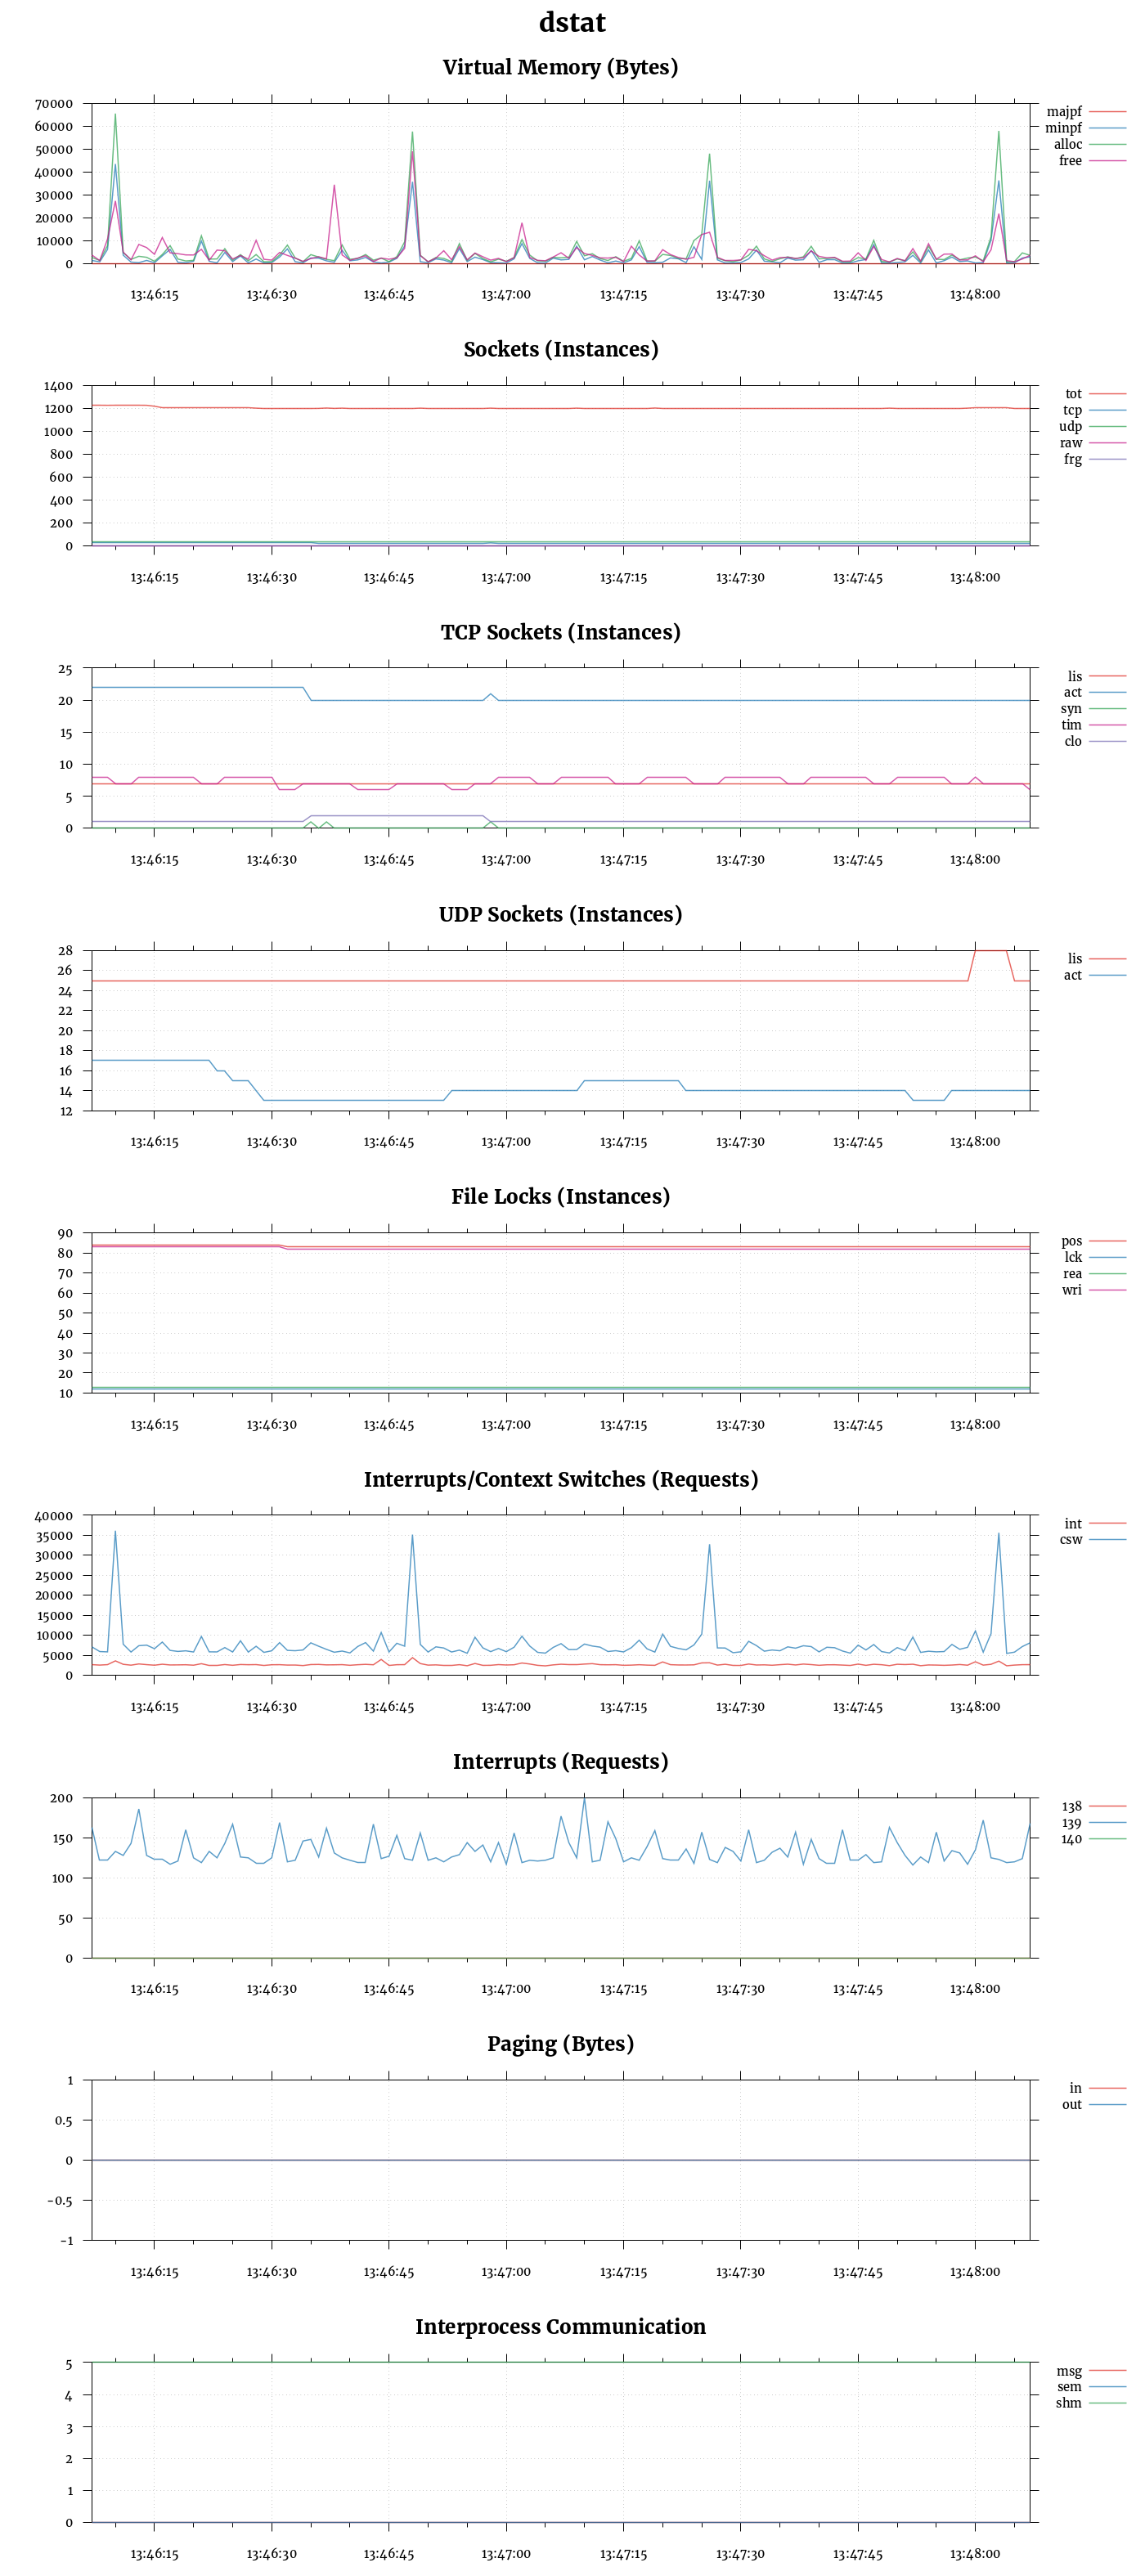 dstat
Virtual Memory (Bytes)
70000
60000
50000
40000
30000
20000
10000
0
13:46:15 13:46:30 13:46:45 13:47:00 13:47:15 13:47:30 13:47:45 13:48:00
majpf
minpf
alloc
free
Sockets (Instances)
1400
1200
1000
800
600
400
200
0
13:46:15 13:46:30 13:46:45 13:47:00 13:47:15 13:47:30 13:47:45 13:48:00
tot
tcp
udp
raw
frg
TCP Sockets (Instances)
25
20
15
10
5
0
13:46:15 13:46:30 13:46:45 13:47:00 13:47:15 13:47:30 13:47:45 13:48:00
lis
act
syn
tim
clo
UDP Sockets (Instances)
28
26
24
22
20
18
16
14
12
13:46:15 13:46:30 13:46:45 13:47:00 13:47:15 13:47:30 13:47:45 13:48:00
lis
act
File Locks (Instances)
90
80
70
60
50
40
30
20
10
13:46:15 13:46:30 13:46:45 13:47:00 13:47:15 13:47:30 13:47:45 13:48:00
pos
lck
rea
wri
Interrupts/Context Switches (Requests)
40000
35000
30000
25000
20000
15000
10000
5000
0
13:46:15 13:46:30 13:46:45 13:47:00 13:47:15 13:47:30 13:47:45 13:48:00
int
csw
Interrupts (Requests)
200
150
100
50
0
13:46:15 13:46:30 13:46:45 13:47:00 13:47:15 13:47:30 13:47:45 13:48:00
138
139
140
Paging (Bytes)
1
0.5
0
-0.5
-1
13:46:15 13:46:30 13:46:45 13:47:00 13:47:15 13:47:30 13:47:45 13:48:00
in
out
Interprocess Communication
5
4
3
2
1
0
13:46:15 13:46:30 13:46:45 13:47:00 13:47:15 13:47:30 13:47:45 13:48:00
msg
sem
shm